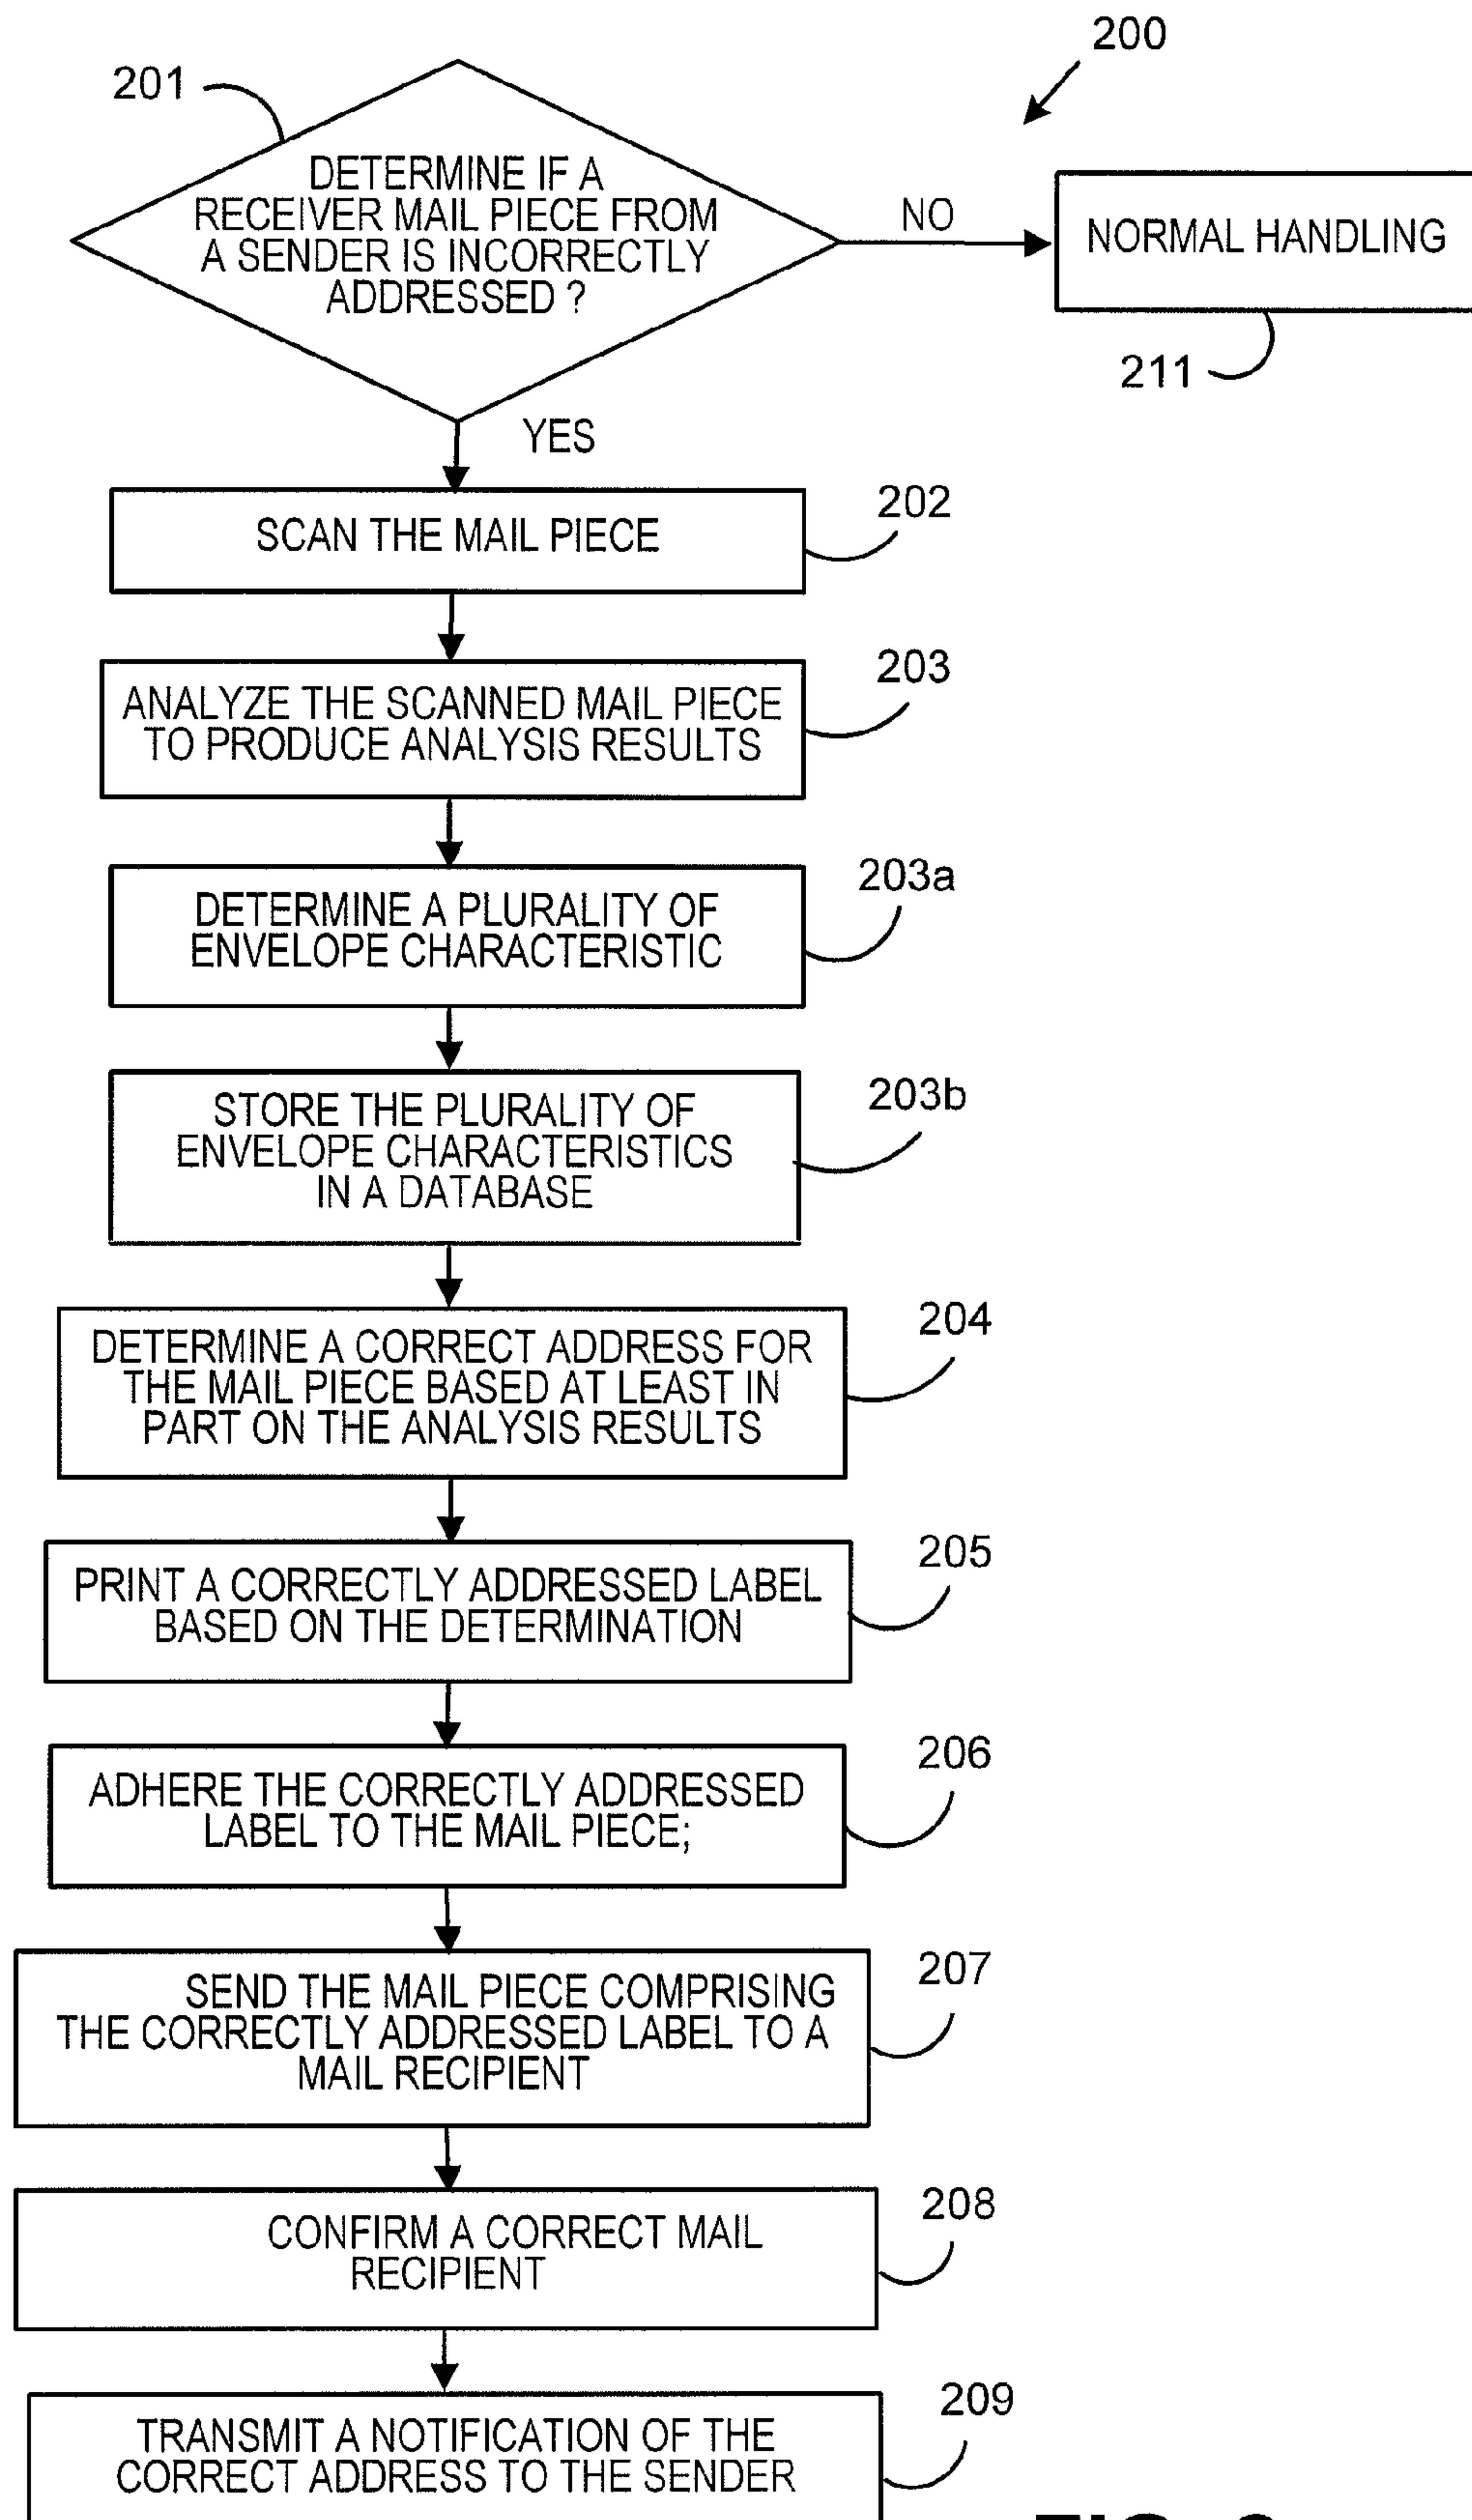 200
201
DETERMINE IF A
RECEIVER MAIL PIECE FROM
A SENDER IS INCORRECTLY
ADDRESSED ?
NO
NORMAL HANDLING
211
YES
SCAN THE MAIL PIECE
202
ANALYZE THE SCANNED MAIL PIECE
TO PRODUCE ANALYSIS RESULTS
203
DETERMINE A PLURALITY OF
ENVELOPE CHARACTERISTIC
203a
STORE THE PLURALITY OF
ENVELOPE CHARACTERISTICS
IN A DATABASE
203b
DETERMINE A CORRECT ADDRESS FOR
THE MAIL PIECE BASED AT LEAST IN
PART ON THE ANALYSIS RESULTS
204
PRINT A CORRECTLY ADDRESSED LABEL
BASED ON THE DETERMINATION
205
ADHERE THE CORRECTLY ADDRESSED
LABEL TO THE MAIL PIECE;
206
SEND THE MAIL PIECE COMPRISING
THE CORRECTLY ADDRESSED LABEL TO A
MAIL RECIPIENT
207
CONFIRM A CORRECT MAIL
RECIPIENT
208
TRANSMIT A NOTIFICATION OF THE
CORRECT ADDRESS TO THE SENDER
209